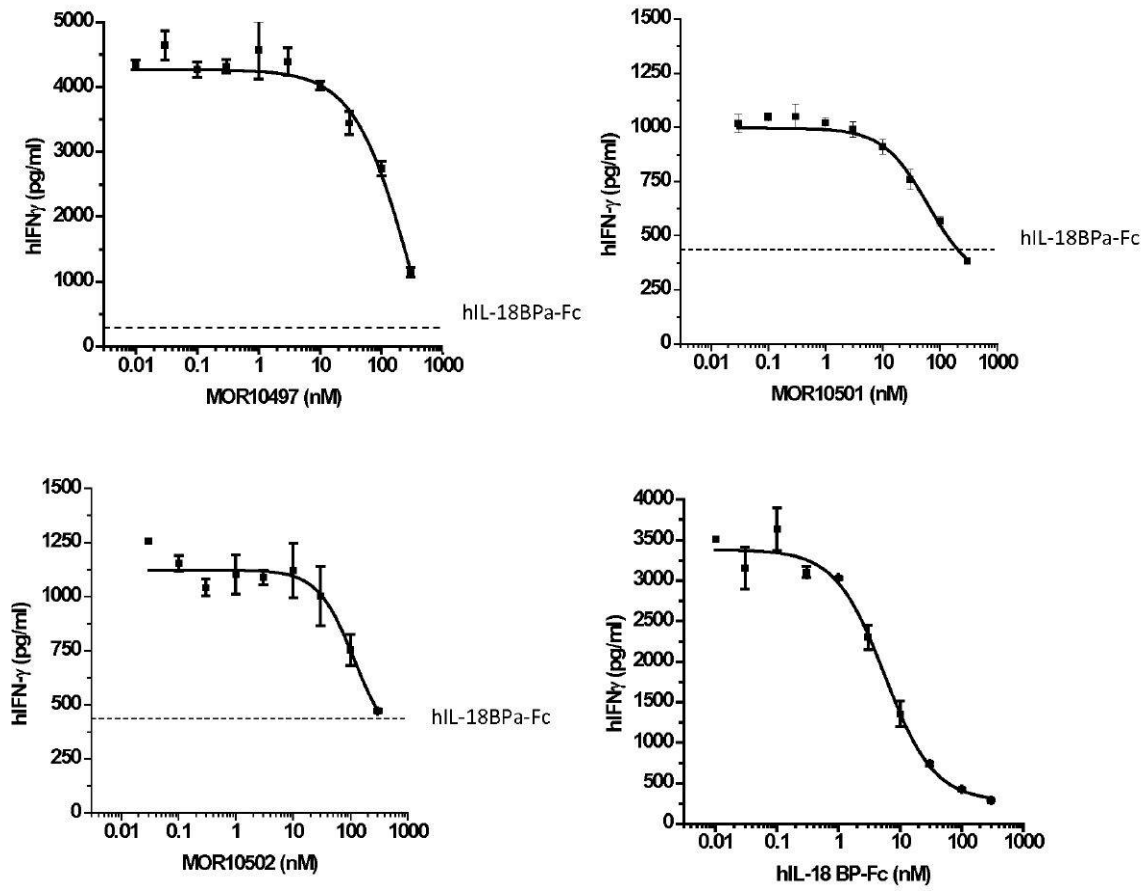 5000
4000
3000
2000
1000
0
hIFNγ (pg/ml)
hIL-18BPa-Fc
0.01 0.1 1 10 100 1000
MOR10497 (nM)
1500
1250
1000
750
500
250
0
hIFN-γ (pg/ml)
hIL-18BPa-Fc
0.01 0.1 1 10 100 1000
MOR10501 (nM)
1500
1250
1000
750
500
250
0
hIFN-γ (pg/ml)
hIL-18BPa-Fc
0.01 0.1 1 10 100 1000
MOR10502 (nM)
4000
3500
3000
2500
2000
1500
1000
500
0
hIFNγ (pg/ml)
0.01 0.1 1 10 100 1000
hIL-18 BP-Fc (nM)